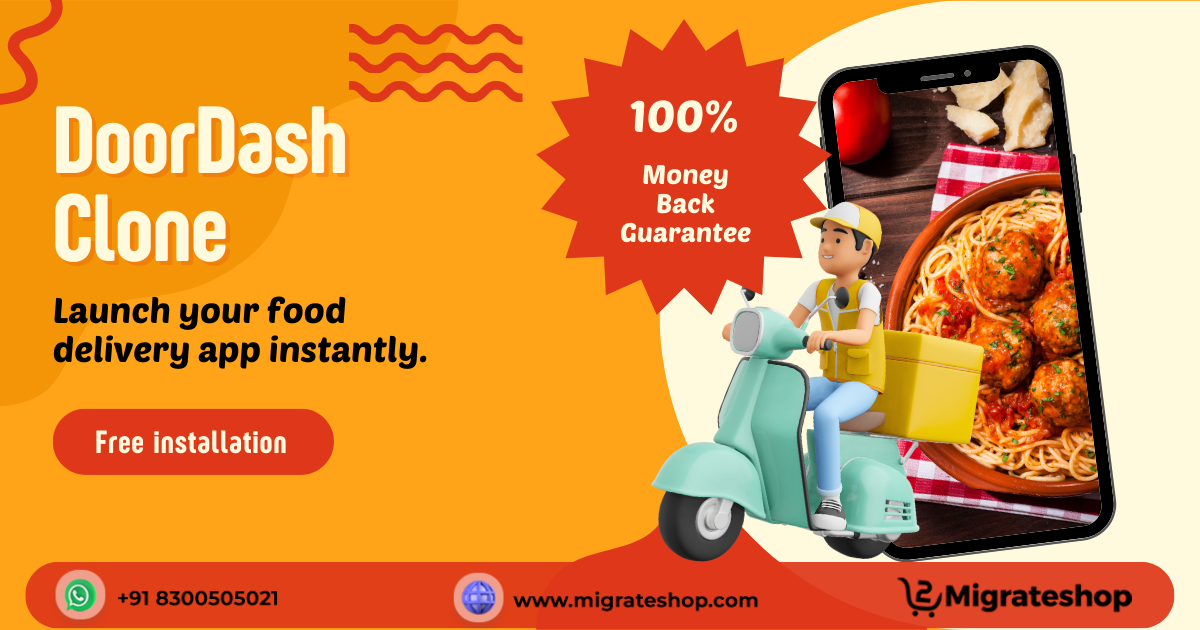 DoorDash
Clone
Launch your food
delivery app instantly.
Free installation
100%
Money
Back
Guarantee
+91 8300505021
www.migrateshop.com
Migrateshop